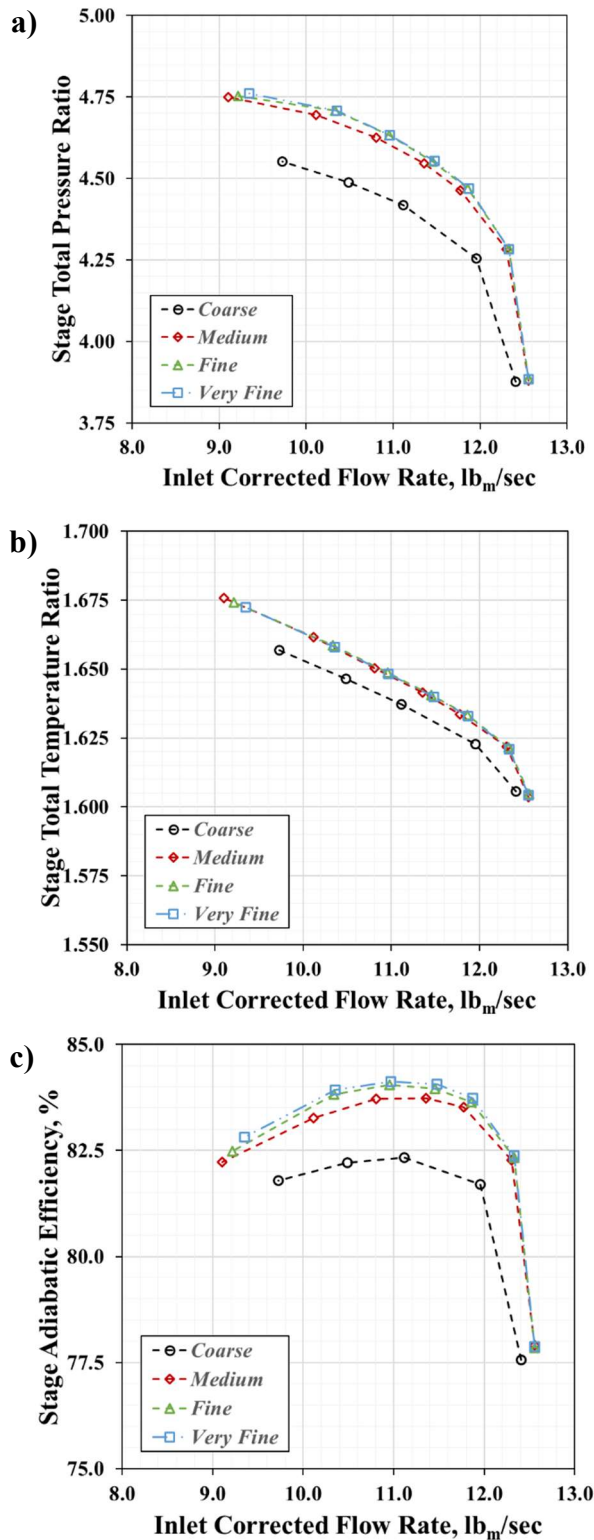 a)
Stage Total Pressure Ratio
5.00
4.75
4.50
4.25
4.00
3.75
Coarse
Medium
Fine
Very Fine
8.0 9.0 10.0 11.0 12.0 13.0
Inlet Corrected Flow Rate, lbm/sec
b)
Stage Total Temperature Ratio
1.700
1.675
1.650
1.625
1.600
1.575
1.550
Coarse
Medium
Fine
Very Fine
8.0 9.0 10.0 11.0 12.0 13.0
Inlet Corrected Flow Rate, lbm/sec
c)
Stage Adiabatic Efficiency, %
85.0
82.5
80.0
77.5
75.0
Coarse
Medium
Fine
Very Fine
8.0 9.0 10.0 11.0 12.0 13.0
Inlet Corrected Flow Rate, lbm/sec